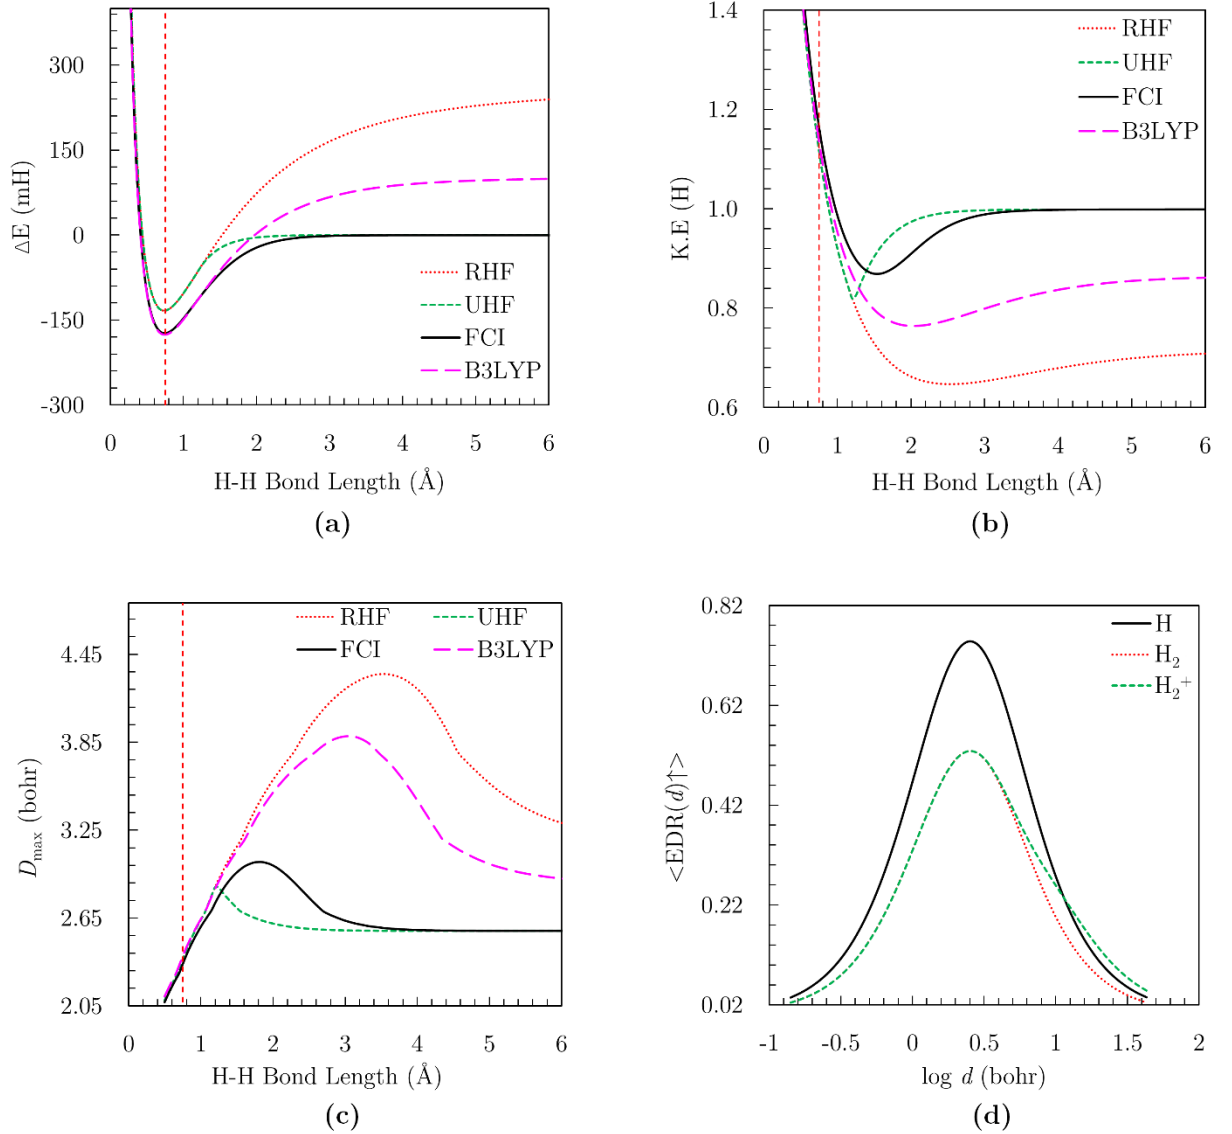 300
150
0
-150
-300
ΔE (mH)
RHF
UHF
FCI
B3LYP
0 1 2 3 4 5 6
H-H Bond Length (Å)
(a)
1.4
1.2
1.0
0.8
0.6
K.E (H)
RHF
UHF
FCI
B3LYP
0 1 2 3 4 5 6
H-H Bond Length (Å)
(b)
4.45
3.85
3.25
2.65
2.05
Dmax (bohr)
RHF UHF
FCI B3LYP
0 1 2 3 4 5 6
H-H Bond Length (Å)
(c)
0.82
0.62
0.42
0.22
0.02
<EDR(d)↑>
H
H₂
H₂⁺
-1 -0.5 0 0.5 1 1.5 2
log d (bohr)
(d)